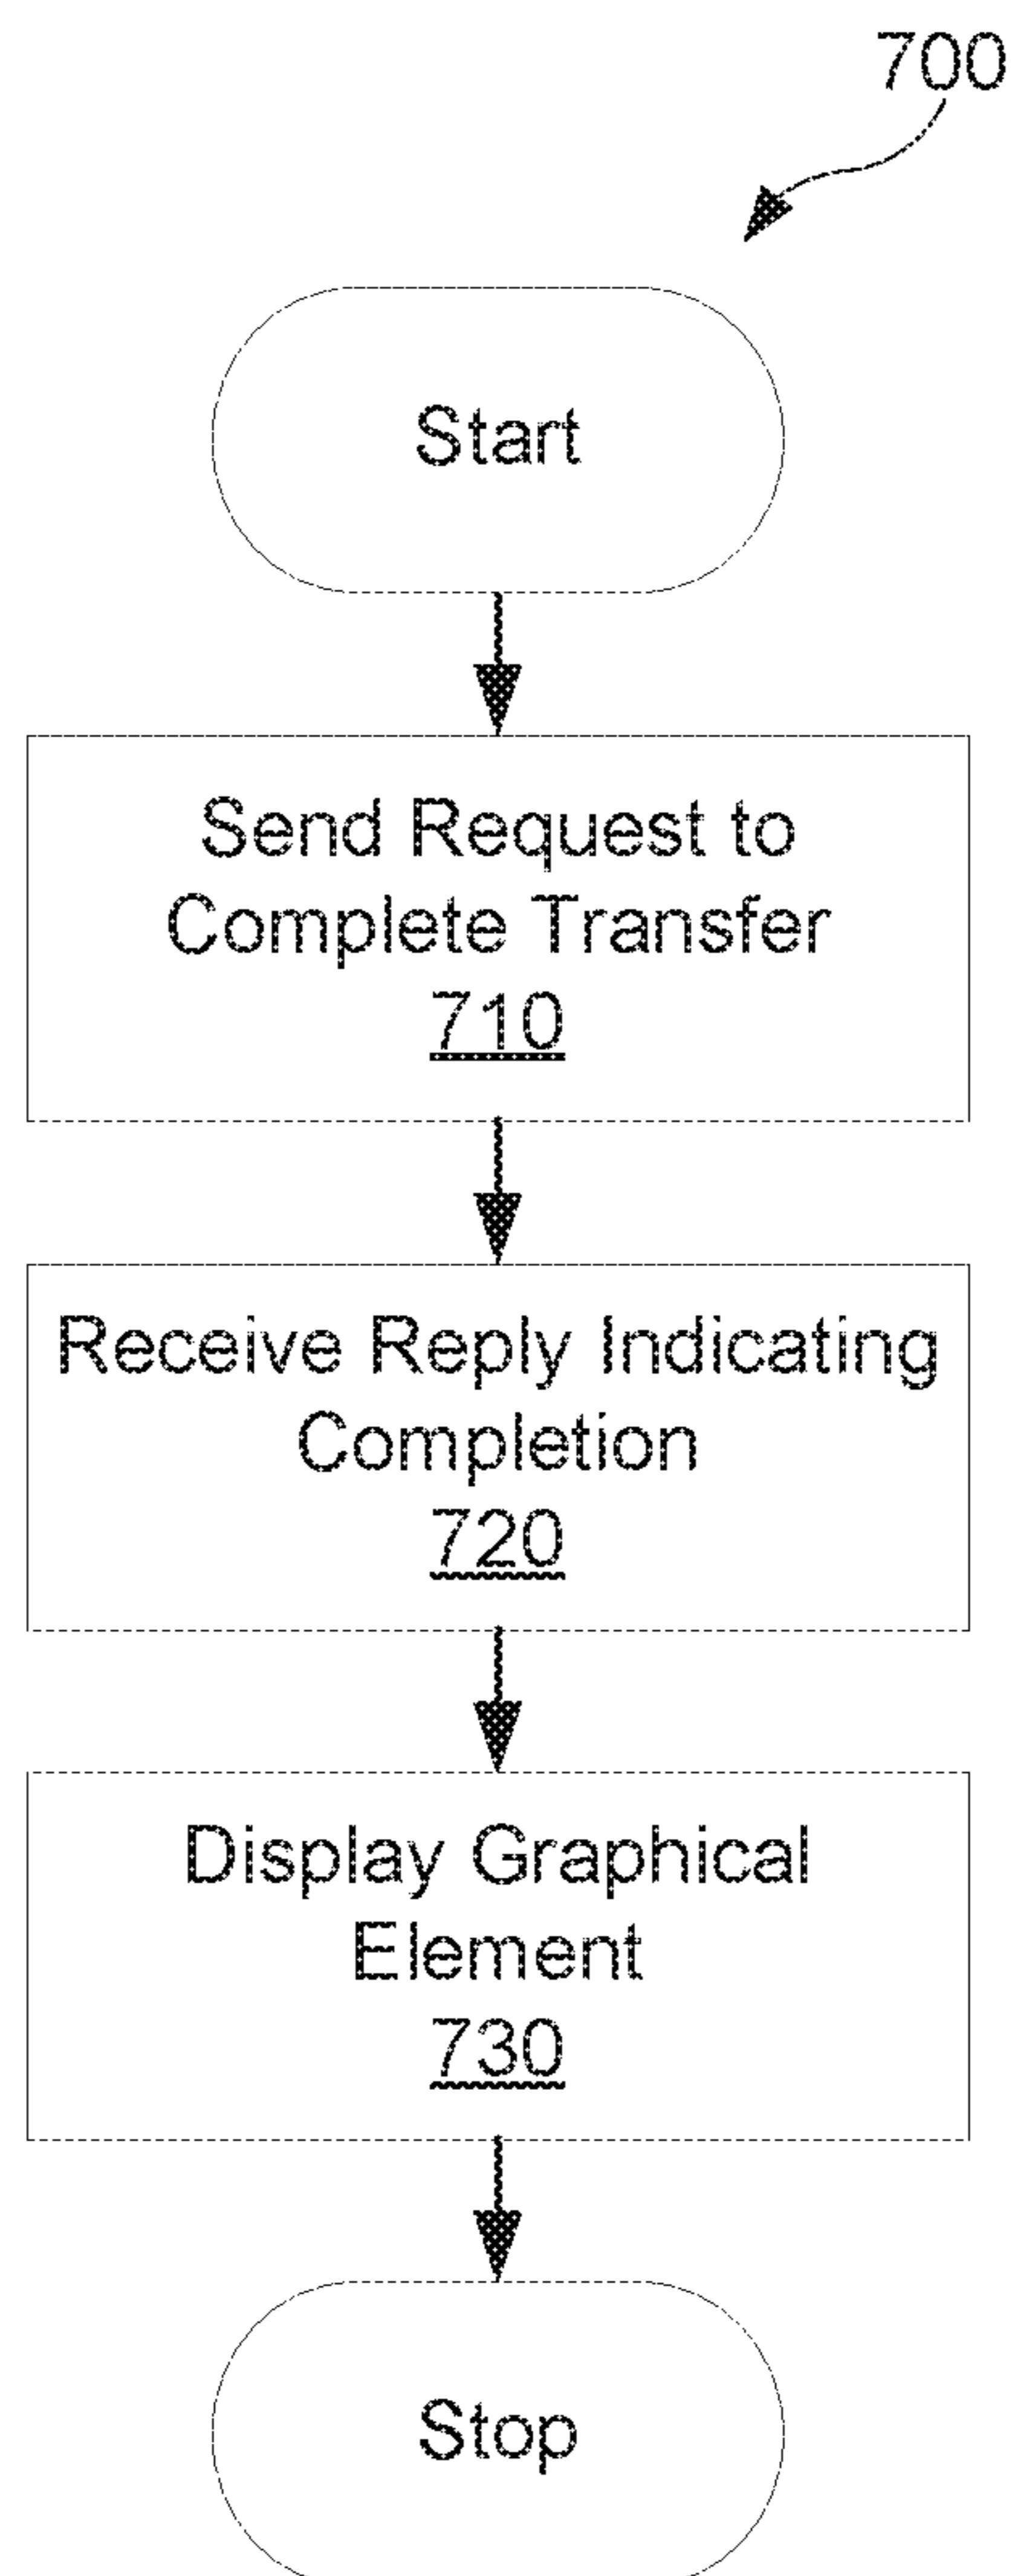 700
Start
Send Request to
Complete Transfer
710
Receive Reply Indicating
Completion
720
Display Graphical
Element
730
Stop